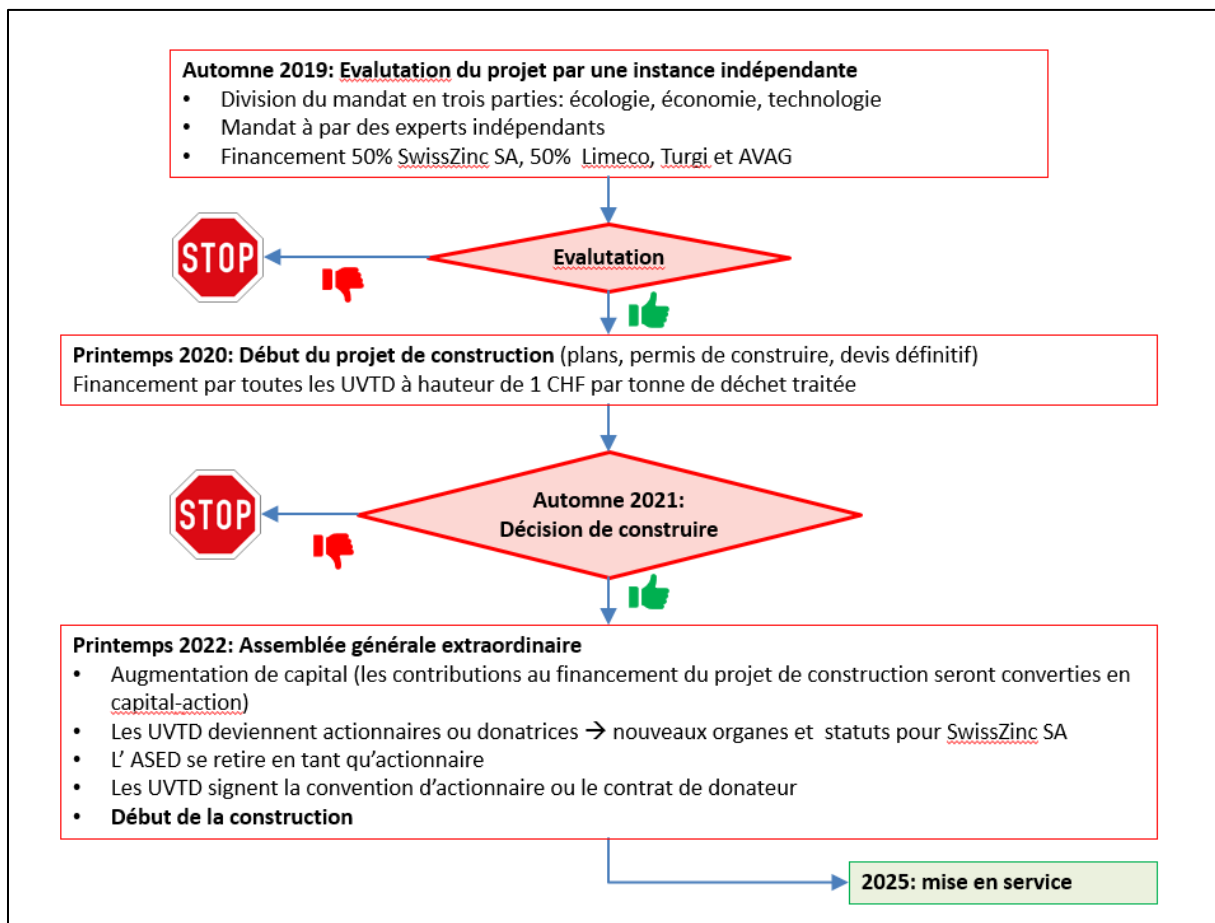 Automne 2019: Evalutation du projet par une instance indépendante
• Division du mandat en trois parties: écologie, économie, technologie
• Mandat à par des experts indépendants
• Financement 50% SwissZinc SA, 50% Limeco, Turgi et AVAG
STOP
Evalutation
Printemps 2020: Début du projet de construction (plans, permis de construire, devis définitif)
Financement par toutes les UVTD à hauteur de 1 CHF par tonne de déchet traitée
STOP
Automne 2021:
Décision de construire
Printemps 2022: Assemblée générale extraordinaire
• Augmentation de capital (les contributions au financement du projet de construction seront converties en
capital-action)
• Les UVTD deviennent actionnaires ou donatrices → nouveaux organes et statuts pour SwissZinc SA
• L' ASED se retire en tant qu'actionnaire
• Les UVTD signent la convention d'actionnaire ou le contrat de donateur
• Début de la construction
2025: mise en service